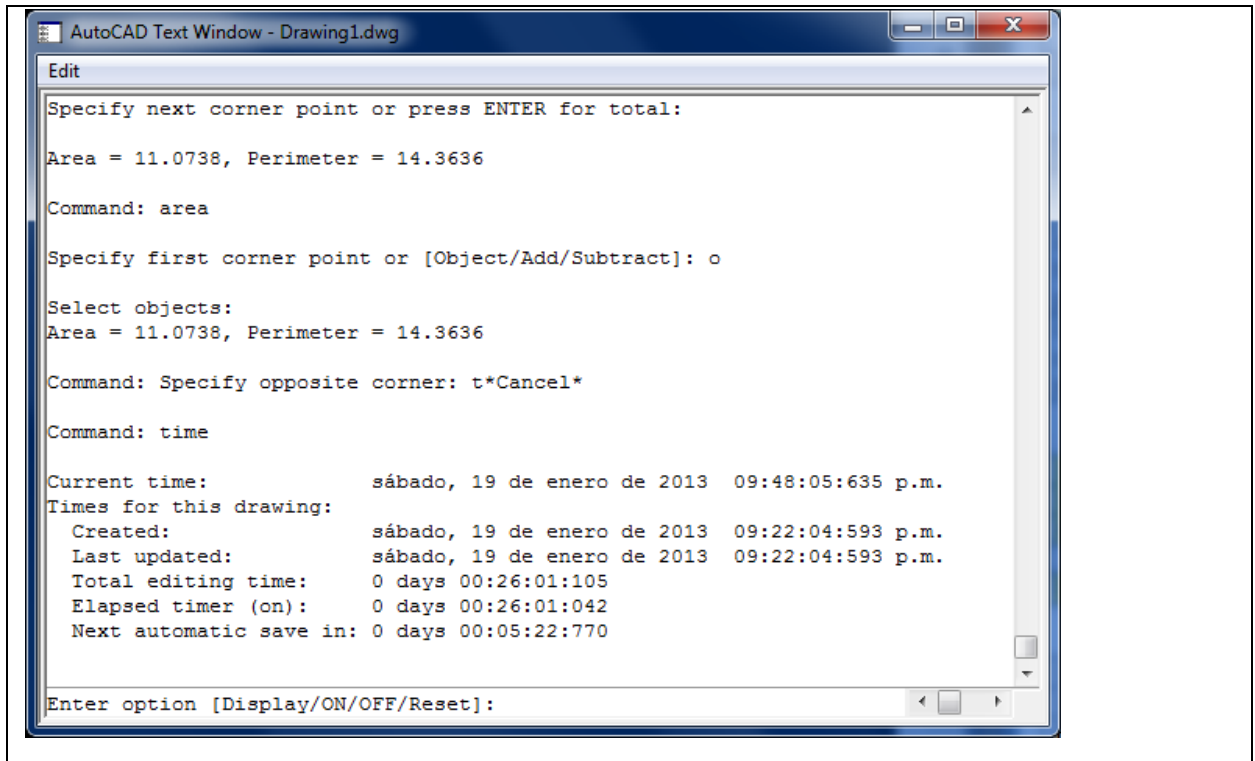 AutoCAD Text Window - Drawing1.dwg
Edit
Specify next corner point or press ENTER for total:
Area = 11.0738, Perimeter = 14.3636
Command: area
Specify first corner point or [Object/Add/Subtract]: o
Select objects:
Area = 11.0738, Perimeter = 14.3636
Command: Specify opposite corner: t*Cancel*
Command: time
Current time: sábado, 19 de enero de 2013 09:48:05:635 p.m.
Times for this drawing:
Created: sábado, 19 de enero de 2013 09:22:04:593 p.m.
Last updated: sábado, 19 de enero de 2013 09:22:04:593 p.m.
Total editing time: 0 days 00:26:01:105
Elapsed timer (on): 0 days 00:26:01:042
Next automatic save in: 0 days 00:05:22:770
Enter option [Display/ON/OFF/Reset]: